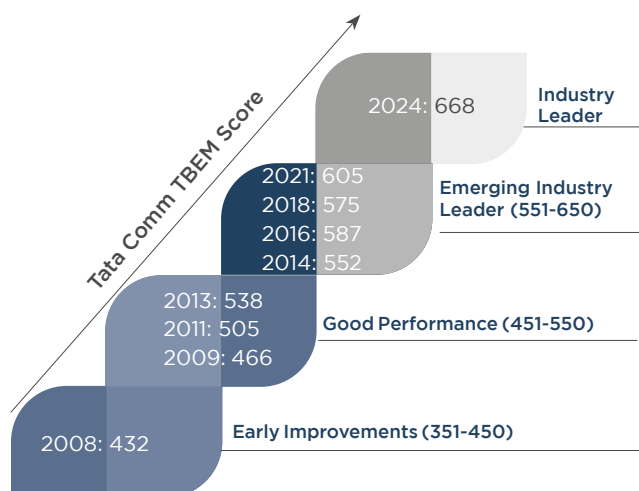 Tata Comm TBEM Score
2024: 668
Industry
Leader
2021: 605
2018: 575
2016: 587
2014: 552
Emerging Industry
Leader (551-650)
2013: 538
2011: 505
2009: 466
Good Performance (451-550)
2008: 432
Early Improvements (351-450)